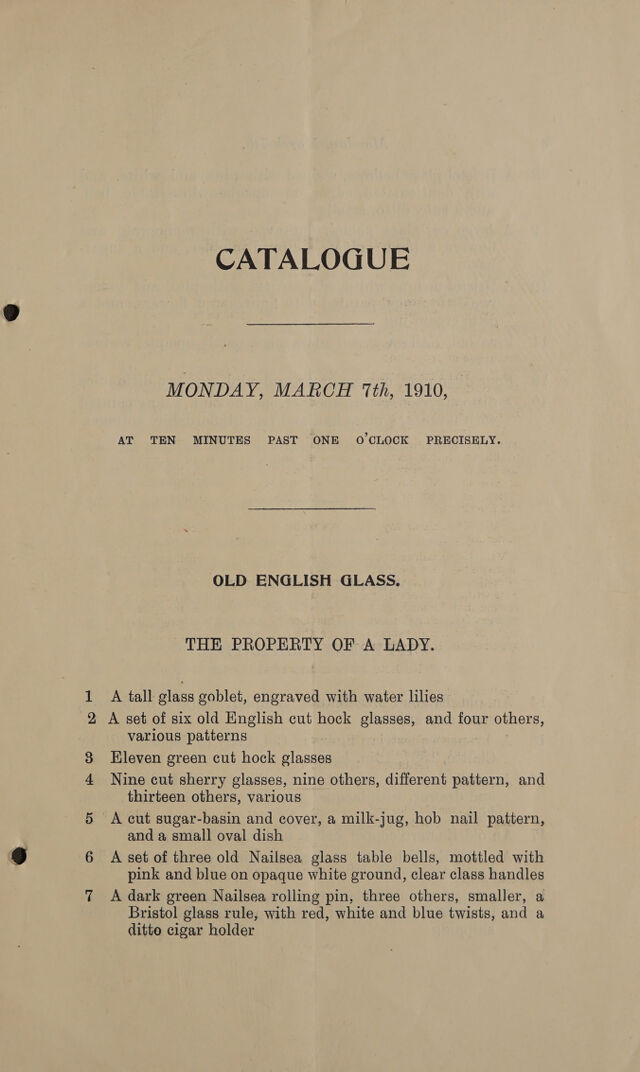 CATALOGUE
MONDAY, MARCH 7th, 1910,
AT TEN MINUTES PAST ONE O'CLOCK PRECISELY.
OLD ENGLISH GLASS.
THE PROPERTY OF A LADY.
1 A tall glass goblet, engraved with water lilies
2 A set of six old English cut hock glasses, and four others,
various patterns
3 Eleven green cut hock glasses
4 Nine cut sherry glasses, nine others, different pattern, and
thirteen others, various
5 A cut sugar-basin and cover, a milk-jug, hob nail pattern,
and a small oval dish
6 A set of three old Nailsea glass table bells, mottled with
pink and blue on opaque white ground, clear class handles
7 A dark green Nailsea rolling pin, three others, smaller, a
Bristol glass rule, with red, white and blue twists, and a
ditto cigar holder